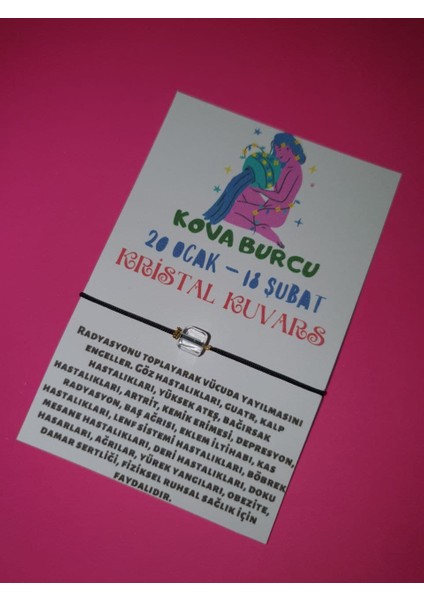 KOVA BURCU
20 OCAK – 18 ŞUBAT
KRİSTAL KUVARS
RADYASYONU TOPLAYARAK VÜCUDA YAYILMASINI
ENGELLER. GÖZ HASTALIKLARI, GUATR, KALP
HASTALIKLARI, YÜKSEK ATEŞ, BAĞIRSAK
HASTALIKLARI, ARTRİT, KEMİK ERİMESİ, DEPRESYON,
RADYASYON, BAŞ AĞRISI, EKLEM İLTİHABI, KAS
HASTALIKLARI, LENF SİSTEMİ HASTALIKLARI, BÖBREK
MESANE HASTALIKLARI, DERİ HASTALIKLARI, DOKU
HASARLARI, AĞRILAR, YÜREK YANGILARI, OBEZİTE,
DAMAR SERTLİĞİ, FİZİKSEL RUHSAL SAĞLIK İÇİN
FAYDALIDIR.